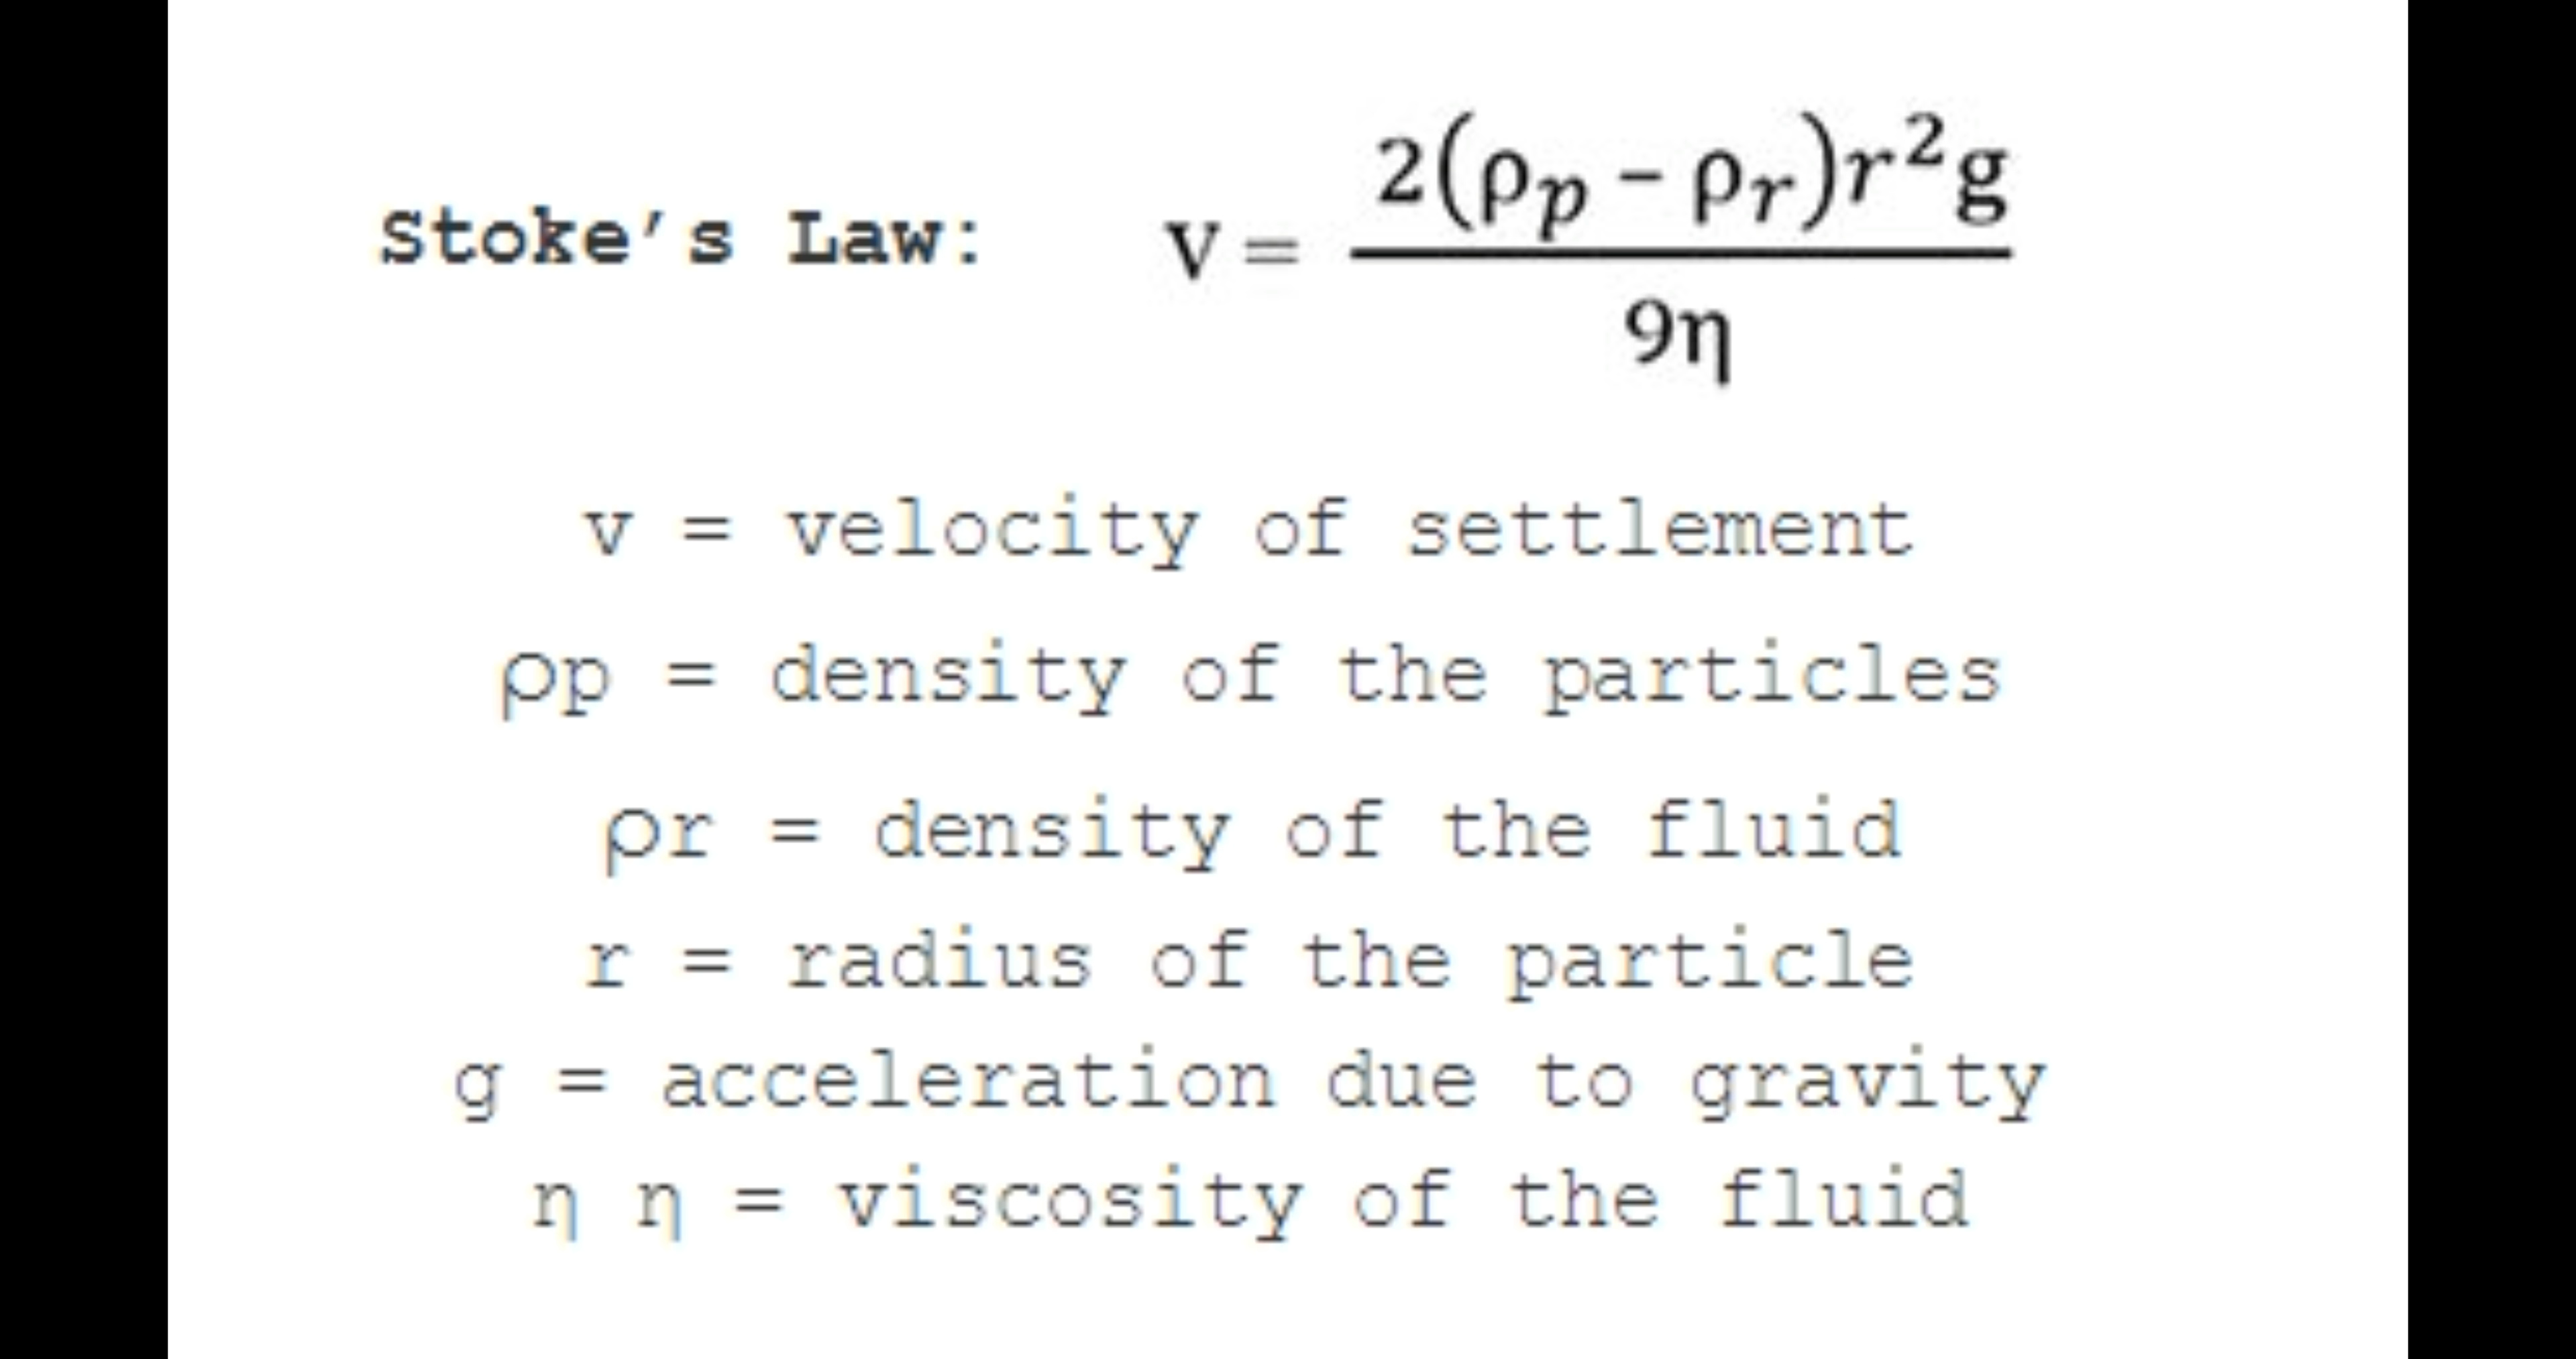 Stoke's Law: v = 2(ρp - ρr)r²g / 9η
v = velocity of settlement
ρp = density of the particles
ρr = density of the fluid
r = radius of the particle
g = acceleration due to gravity
η η = viscosity of the fluid